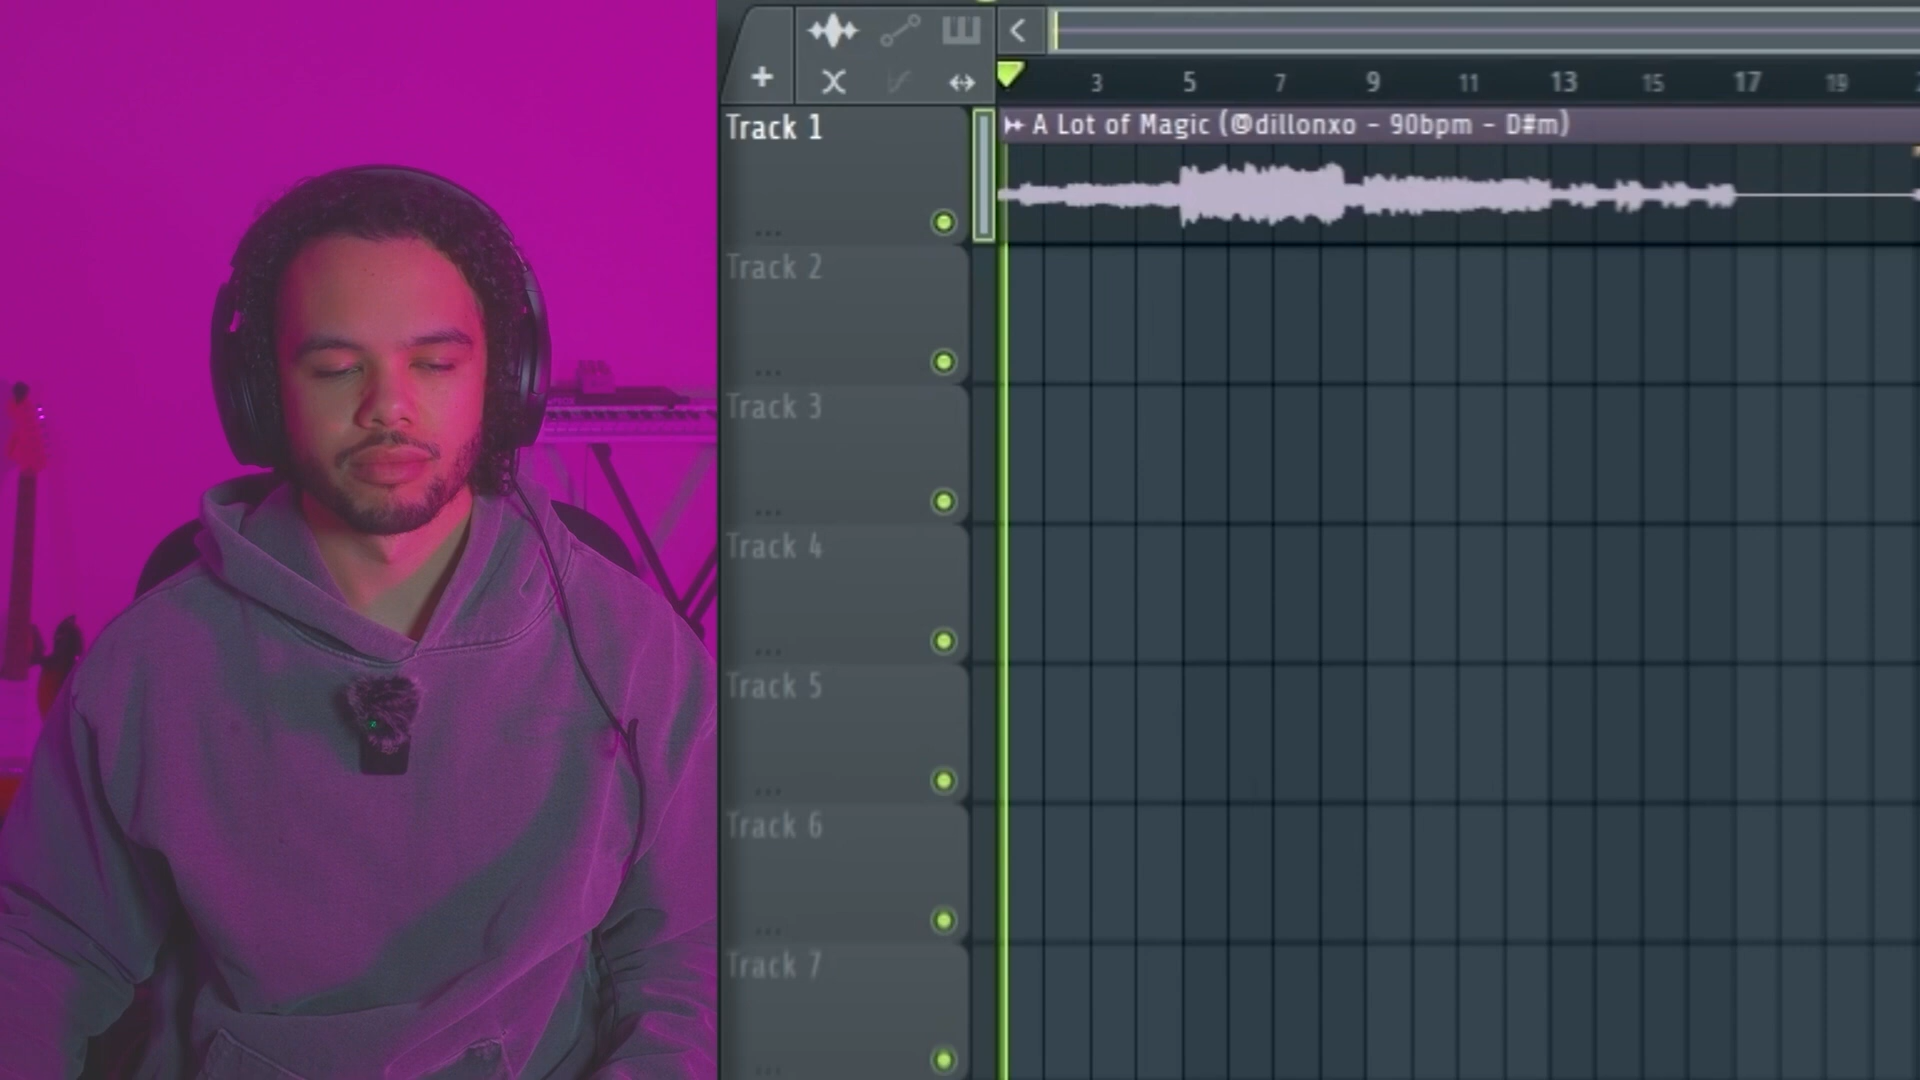 3 5 7 9 11 13 15 17 19
Track 1
A Lot of Magic (@dillonxo - 90bpm - D#m)
Track 2
Track 3
Track 4
Track 5
Track 6
Track 7